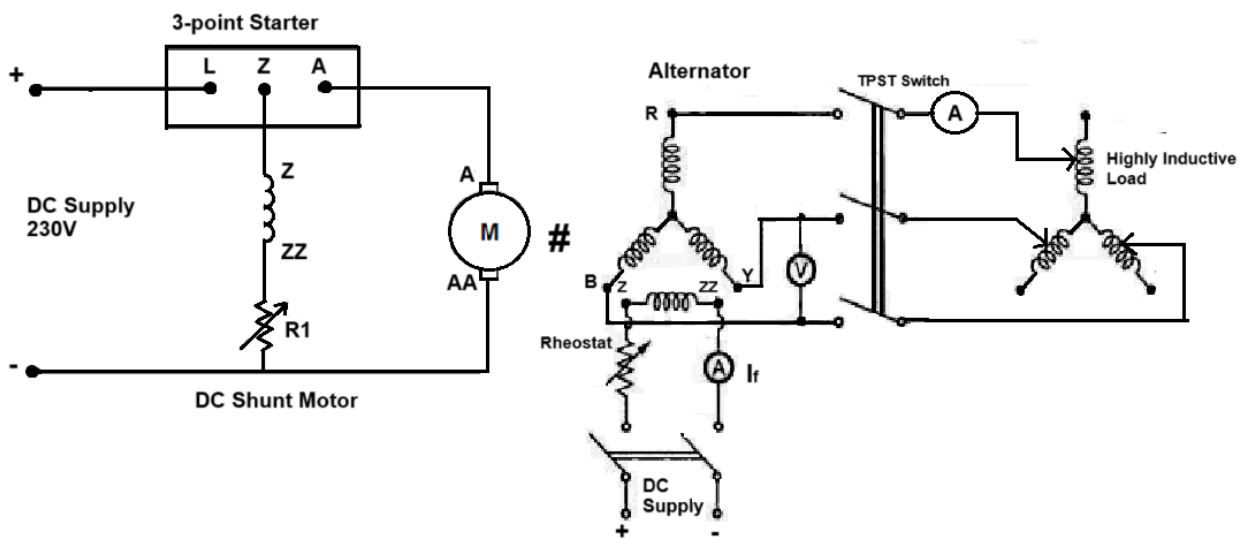 3-point Starter
+
L Z A
DC Supply
230V
Z
ZZ
A
M
AA
R1
-
DC Shunt Motor
#
Alternator
R
B
Y
Z ZZ
V
Rheostat
A
If
DC
Supply
+ -
TPST Switch
A
Highly Inductive
Load